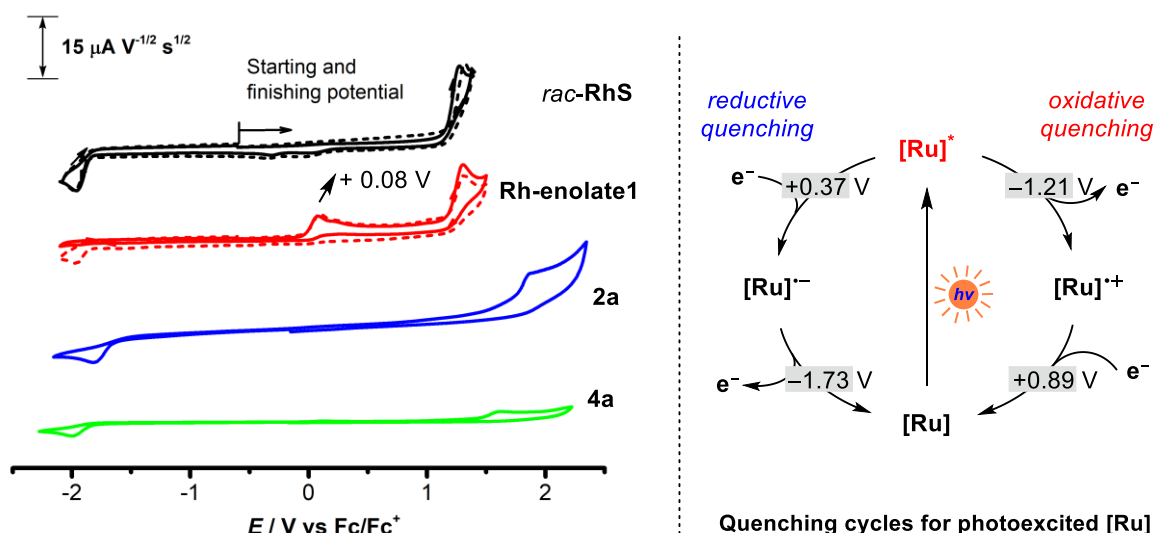 15 μA V⁻¹/² s¹/²
Starting and
finishing potential
rac-RhS
+ 0.08 V
Rh-enolate1
2a
4a
-2
-1
0
1
2
E / V vs Fc/Fc⁺
reductive
quenching
oxidative
quenching
[Ru]*
e⁻
+0.37 V
–1.21 V
e⁻
[Ru]•–
hν
[Ru]•+
e⁻
–1.73 V
+0.89 V
e⁻
[Ru]
Quenching cycles for photoexcited [Ru]